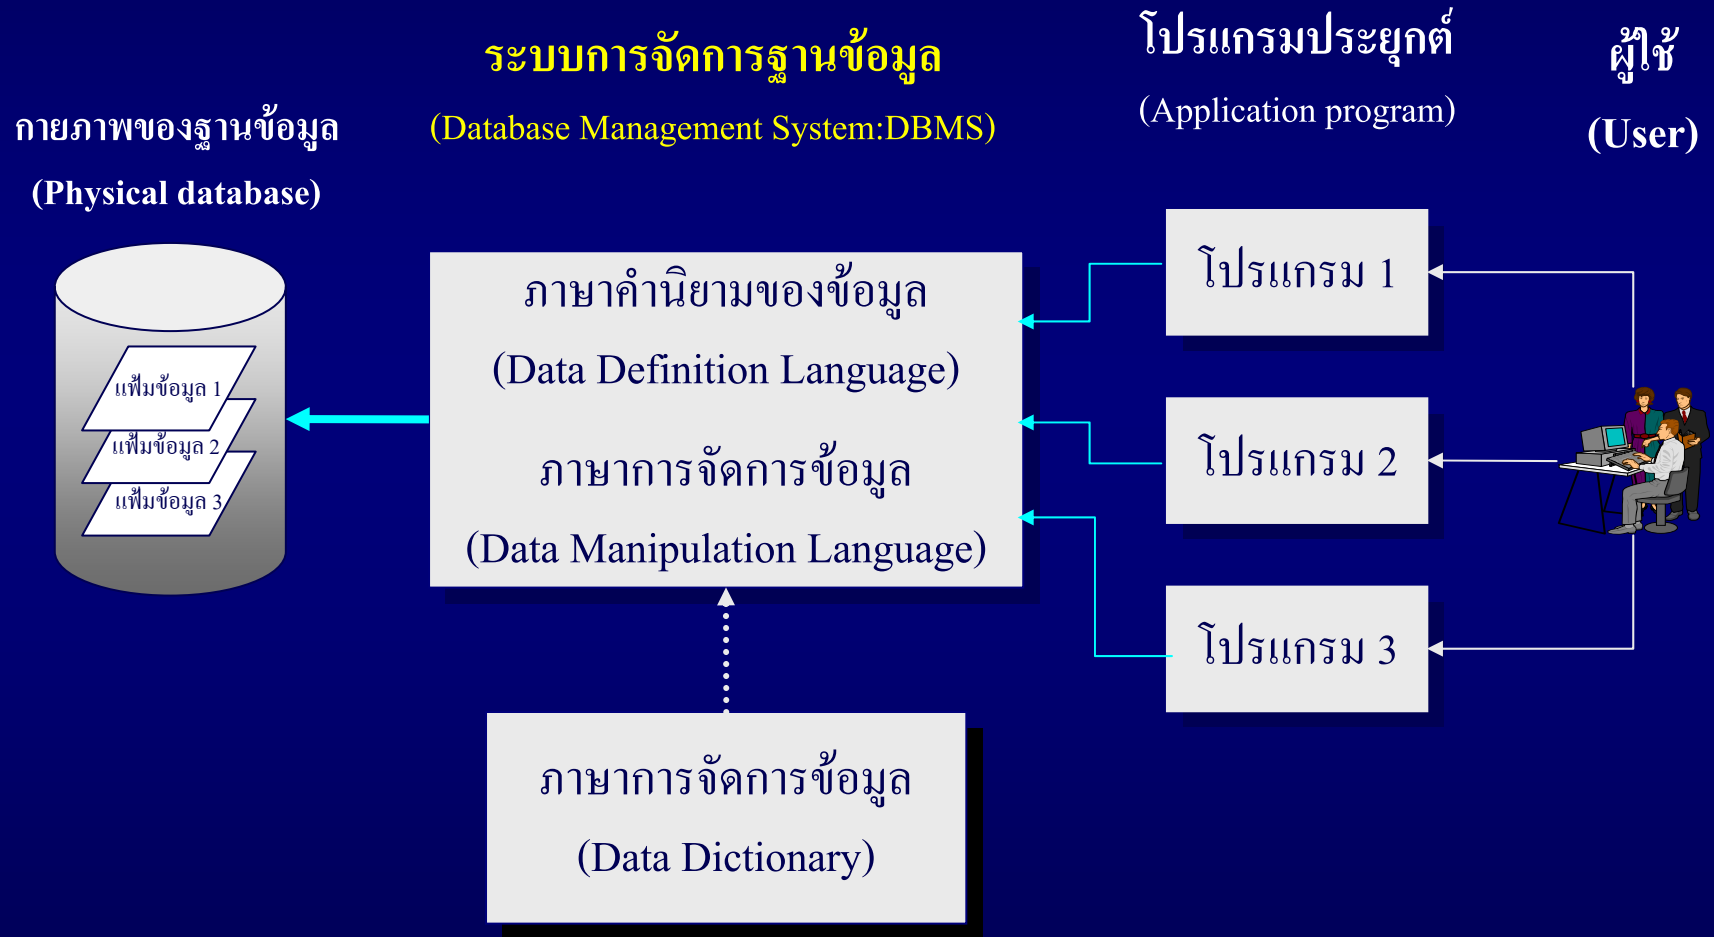 กายภาพของฐานข้อมูล
(Physical database)
แฟ้มข้อมูล 1
แฟ้มข้อมูล 2
แฟ้มข้อมูล 3
ระบบการจัดการฐานข้อมูล
(Database Management System:DBMS)
ภาษาคำนิยามของข้อมูล
(Data Definition Language)
ภาษาการจัดการข้อมูล
(Data Manipulation Language)
ภาษาการจัดการข้อมูล
(Data Dictionary)
โปรแกรมประยุกต์
(Application program)
โปรแกรม 1
โปรแกรม 2
โปรแกรม 3
ผู้ใช้
(User)